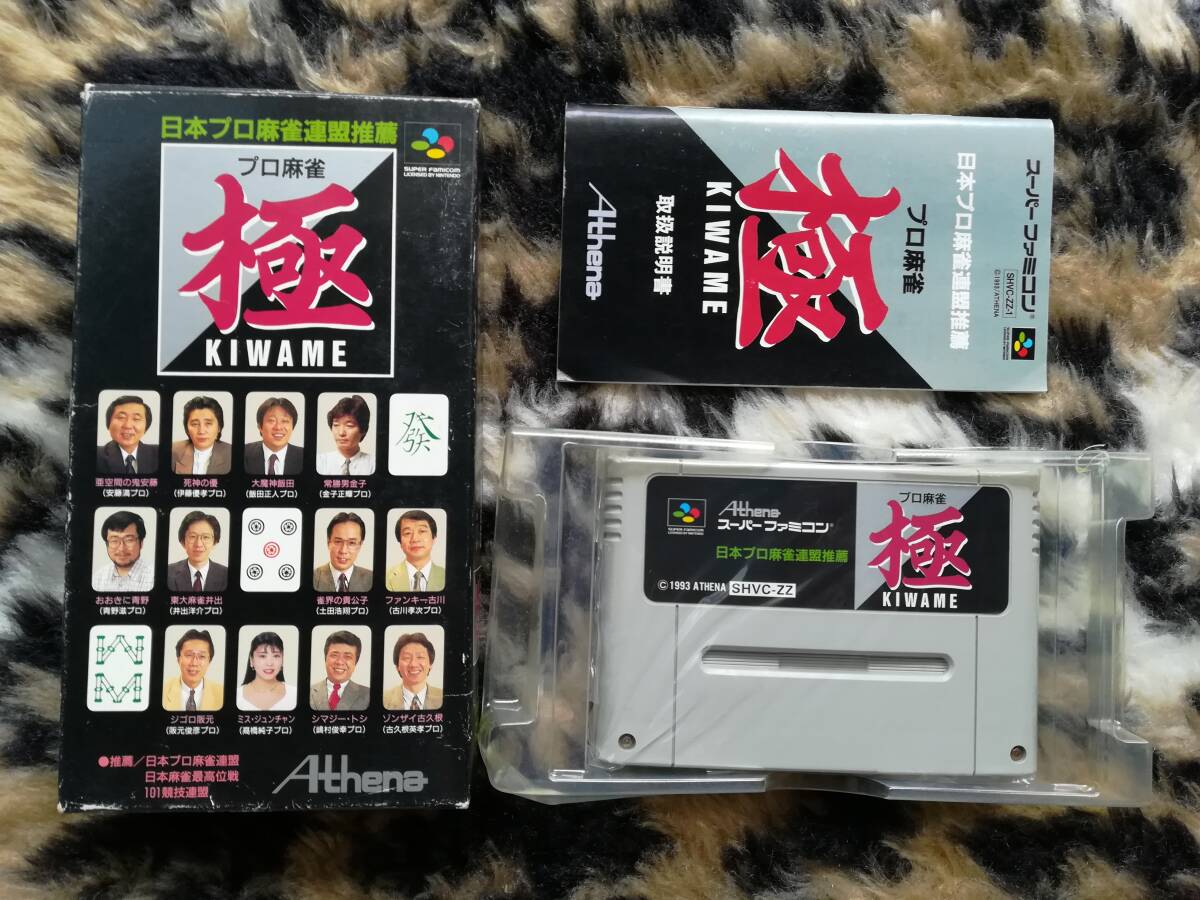 日本プロ麻雀連盟推薦
SUPER FAMICOM
LICENSED BY NINTENDO
プロ麻雀
極
KIWAME
發
亜空間の鬼安藤
(安藤満プロ)
死神の優
(伊藤優孝プロ)
大魔神飯田
(飯田正人プロ)
常勝男金子
(金子正輝プロ)
おおきに青野
(青野滋プロ)
東大麻雀井出
(井出洋介プロ)
雀界の貴公子
(土田浩翔プロ)
ファンキー古川
(古川孝次プロ)
ジゴロ阪元
(阪元俊彦プロ)
ミス・ジュンチャン
(高橋純子プロ)
シマジー・トシ
(嶋村俊幸プロ)
ゾンザイ古久根
(古久根英孝プロ)
●推薦/日本プロ麻雀連盟
日本麻雀最高位戦
101競技連盟
Athena
スーパーファミコン®
SHVC-ZZ-1
©1993/ATHENA
日本プロ麻雀連盟推薦
プロ麻雀
極
KIWAME
取扱説明書
Athena
SUPER FAMICOM
LICENSED BY NINTENDO
Athena
スーパーファミコン®
日本プロ麻雀連盟推薦
©1993 ATHENA SHVC-ZZ
プロ麻雀
極
KIWAME